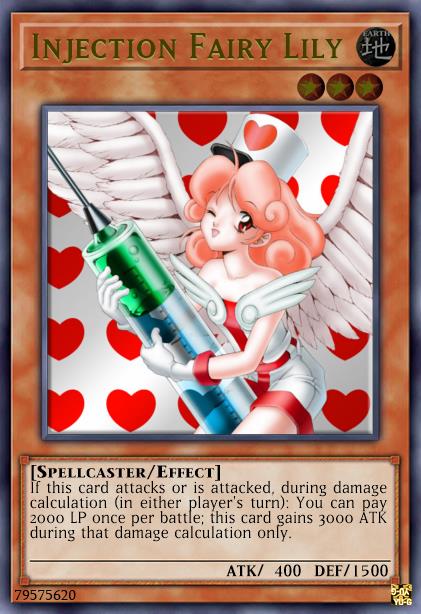 Injection Fairy Lily
EARTH
地
[Spellcaster/Effect]
If this card attacks or is attacked, during damage
calculation (in either player's turn): You can pay
2000 LP once per battle; this card gains 3000 ATK
during that damage calculation only.
ATK/ 400 DEF/1500
79575620